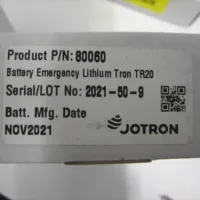 Product P/N: 80060
Battery Emergency Lithium Tron TR20
Serial/LOT No: 2021-50-9
Batt. Mfg. Date
NOV2021
JOTRON